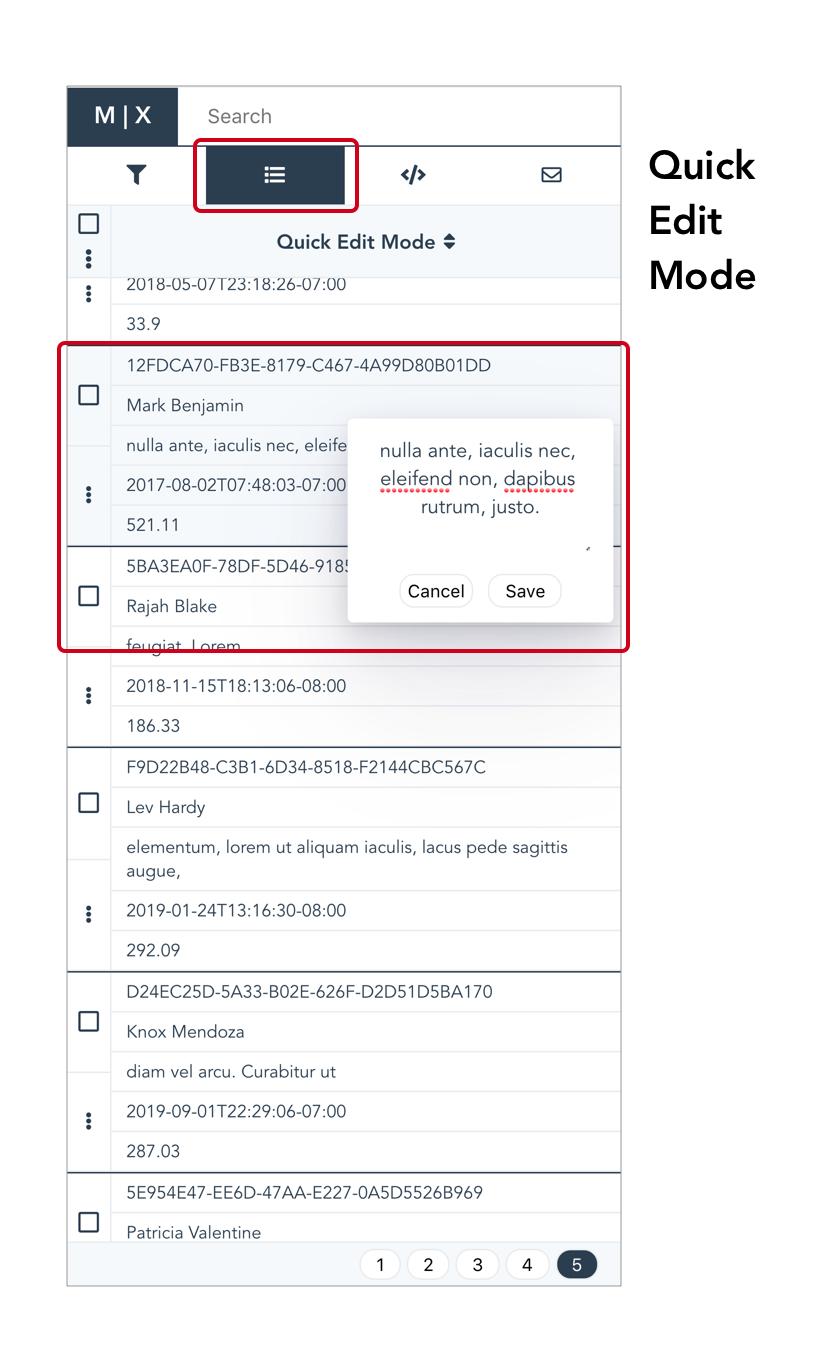 M | X
Search
Quick
Edit
Mode
Quick Edit Mode
2018-05-07T23:18:26-07:00
33.9
12FDCA70-FB3E-8179-C467-4A99D80B01DD
Mark Benjamin
nulla ante, iaculis nec, eleife
2017-08-02T07:48:03-07:00
521.11
nulla ante, iaculis nec,
eleifend non, dapibus
rutrum, justo.
Cancel
Save
5BA3EA0F-78DF-5D46-9185
Rajah Blake
feugiat. Lorem
2018-11-15T18:13:06-08:00
186.33
F9D22B48-C3B1-6D34-8518-F2144CBC567C
Lev Hardy
elementum, lorem ut aliquam iaculis, lacus pede sagittis
augue,
2019-01-24T13:16:30-08:00
292.09
D24EC25D-5A33-B02E-626F-D2D51D5BA170
Knox Mendoza
diam vel arcu. Curabitur ut
2019-09-01T22:29:06-07:00
287.03
5E954E47-EE6D-47AA-E227-0A5D5526B969
Patricia Valentine
1 2 3 4 5